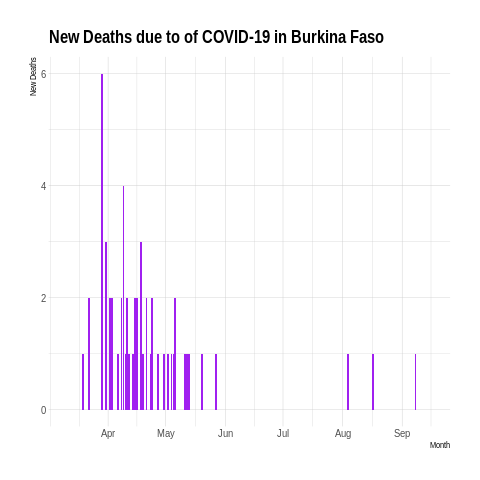 New Deaths due to of COVID-19 in Burkina Faso
New Deaths
6
4
2
0
Apr May Jun Jul Aug Sep
Month